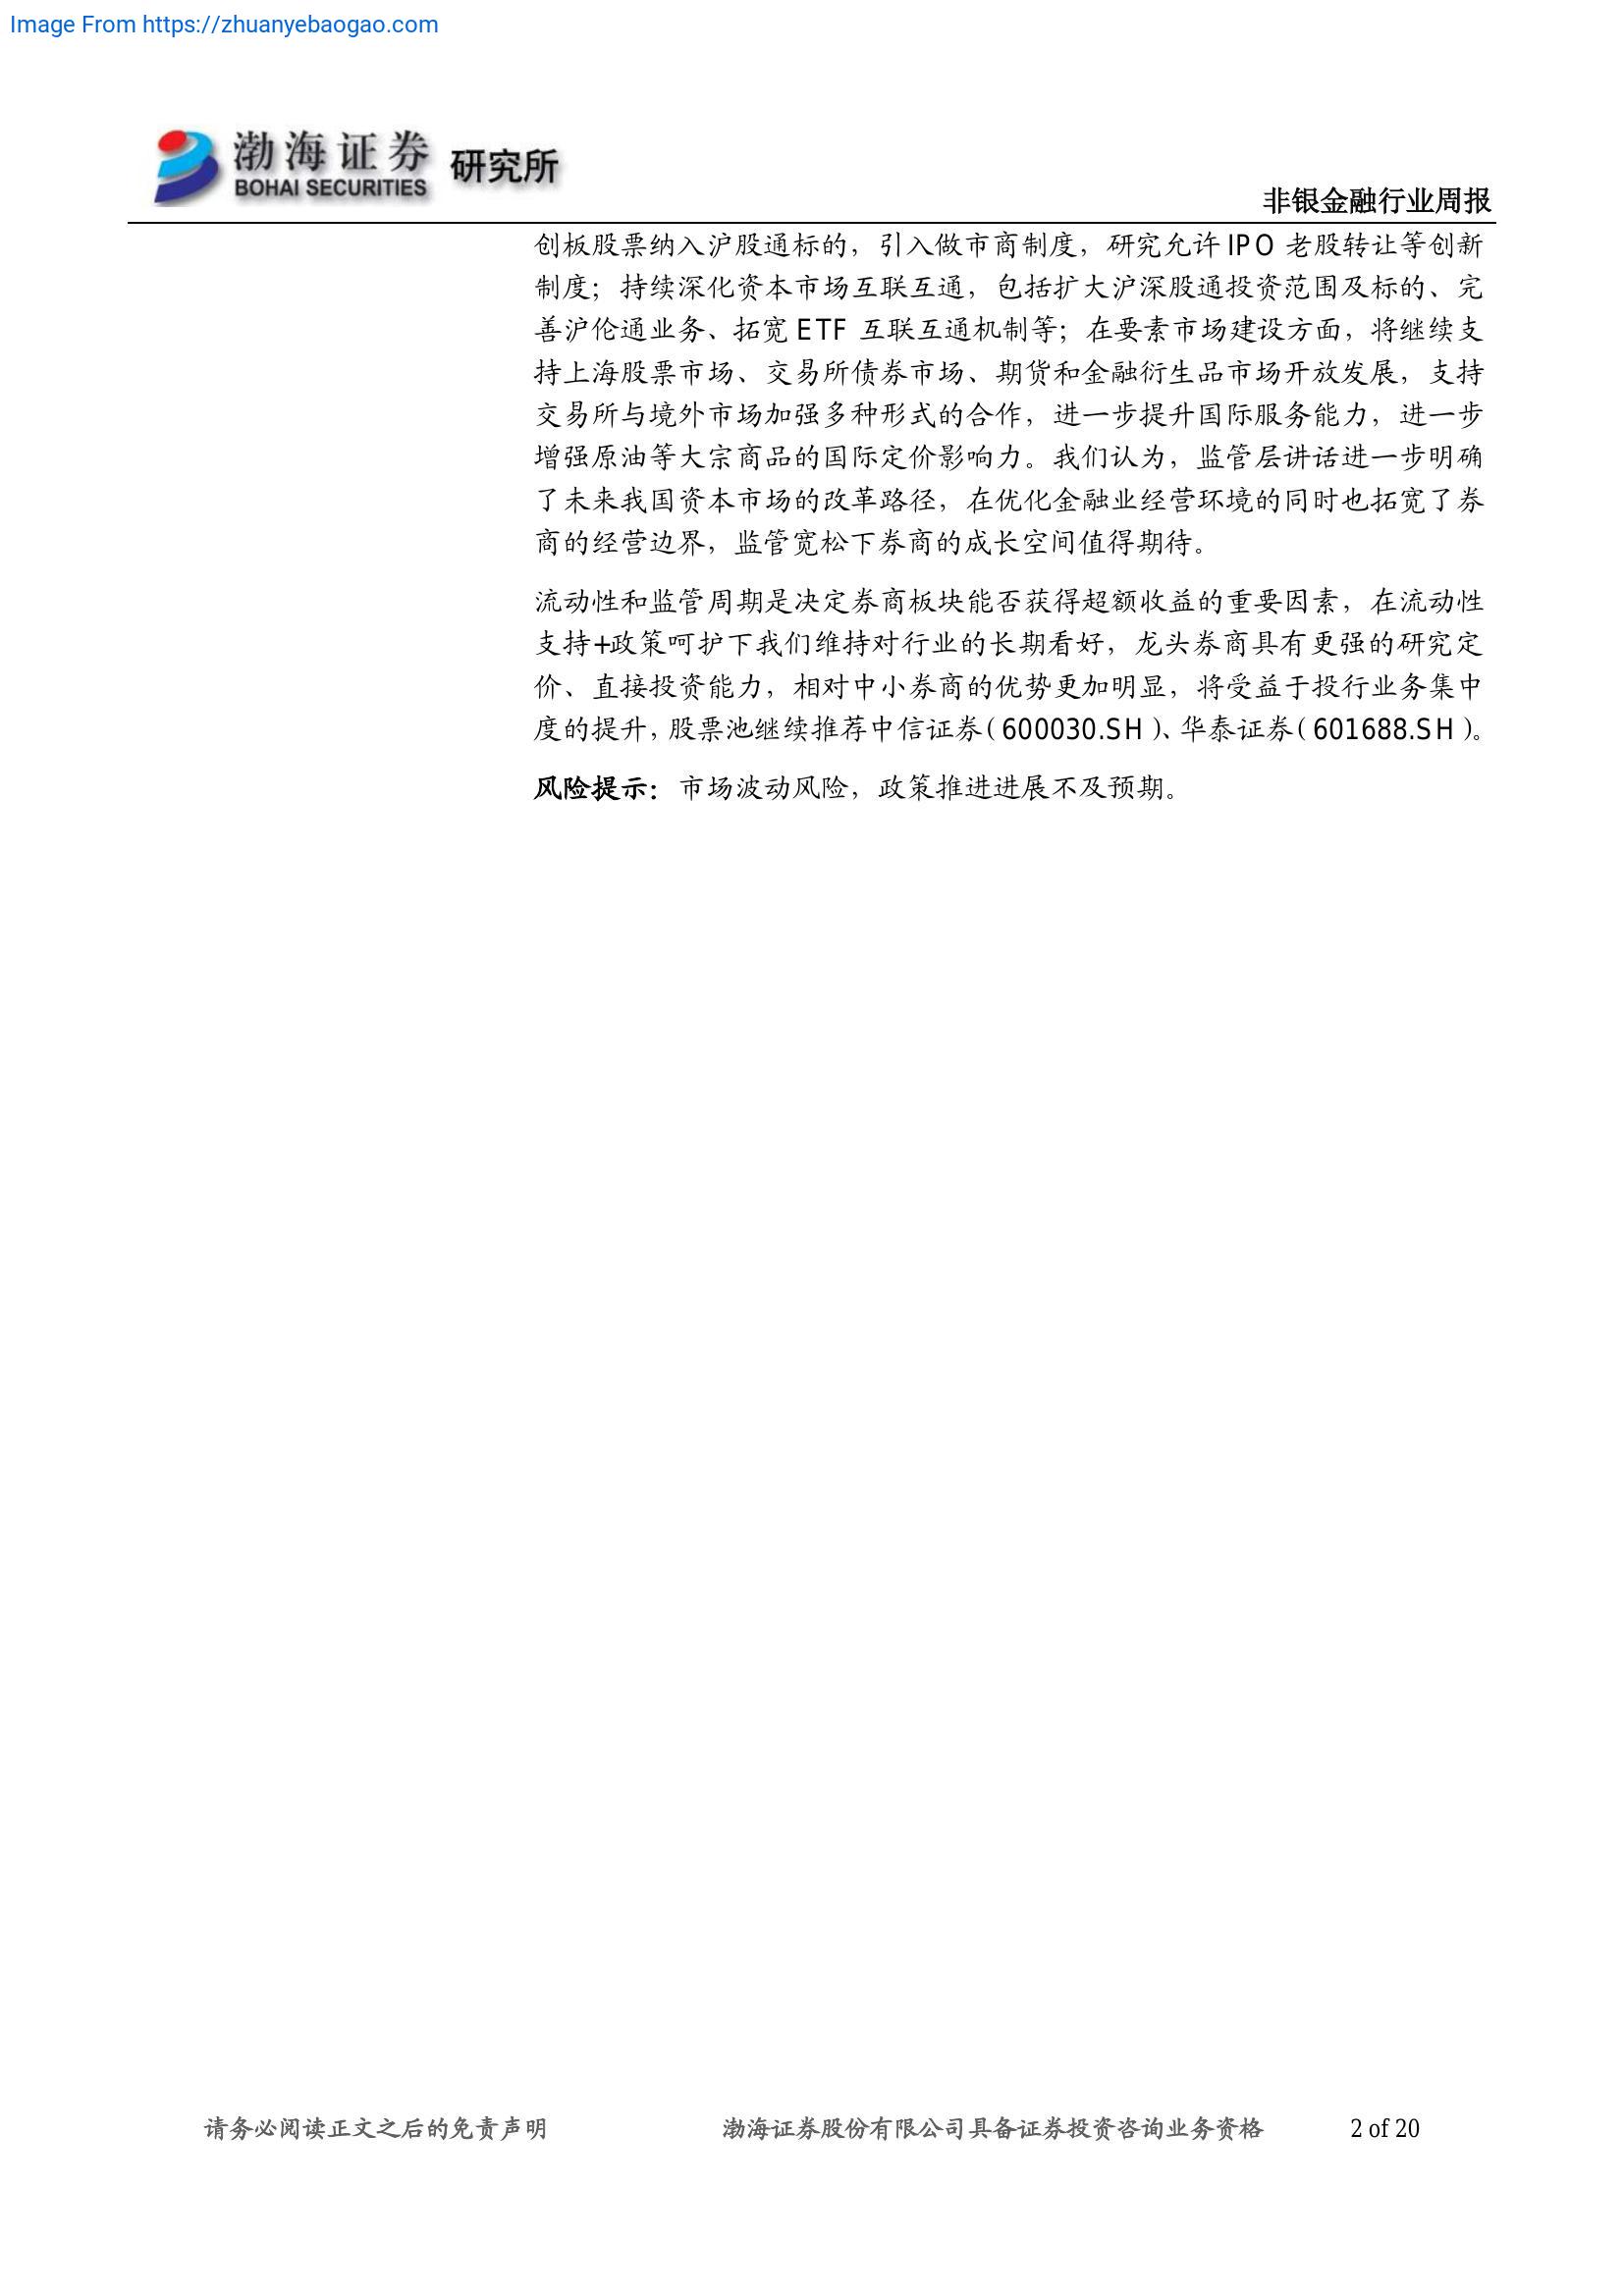 Image From https://zhuanyebaogao.com
渤海证券 研究所
BOHAI SECURITIES
非银金融行业周报
创板股票纳入沪股通标的，引入做市商制度，研究允许 IPO 老股转让等创新
制度；持续深化资本市场互联互通，包括扩大沪深股通投资范围及标的、完
善沪伦通业务、拓宽 ETF 互联互通机制等；在要素市场建设方面，将继续支
持上海股票市场、交易所债券市场、期货和金融衍生品市场开放发展，支持
交易所与境外市场加强多种形式的合作，进一步提升国际服务能力，进一步
增强原油等大宗商品的国际定价影响力。我们认为，监管层讲话进一步明确
了未来我国资本市场的改革路径，在优化金融业经营环境的同时也拓宽了券
商的经营边界，监管宽松下券商的成长空间值得期待。
流动性和监管周期是决定券商板块能否获得超额收益的重要因素，在流动性
支持+政策呵护下我们维持对行业的长期看好，龙头券商具有更强的研究定
价、直接投资能力，相对中小券商的优势更加明显，将受益于投行业务集中
度的提升，股票池继续推荐中信证券（600030.SH）、华泰证券（601688.SH）。
风险提示：市场波动风险，政策推进进展不及预期。
请务必阅读正文之后的免责声明 渤海证券股份有限公司具备证券投资咨询业务资格 2 of 20